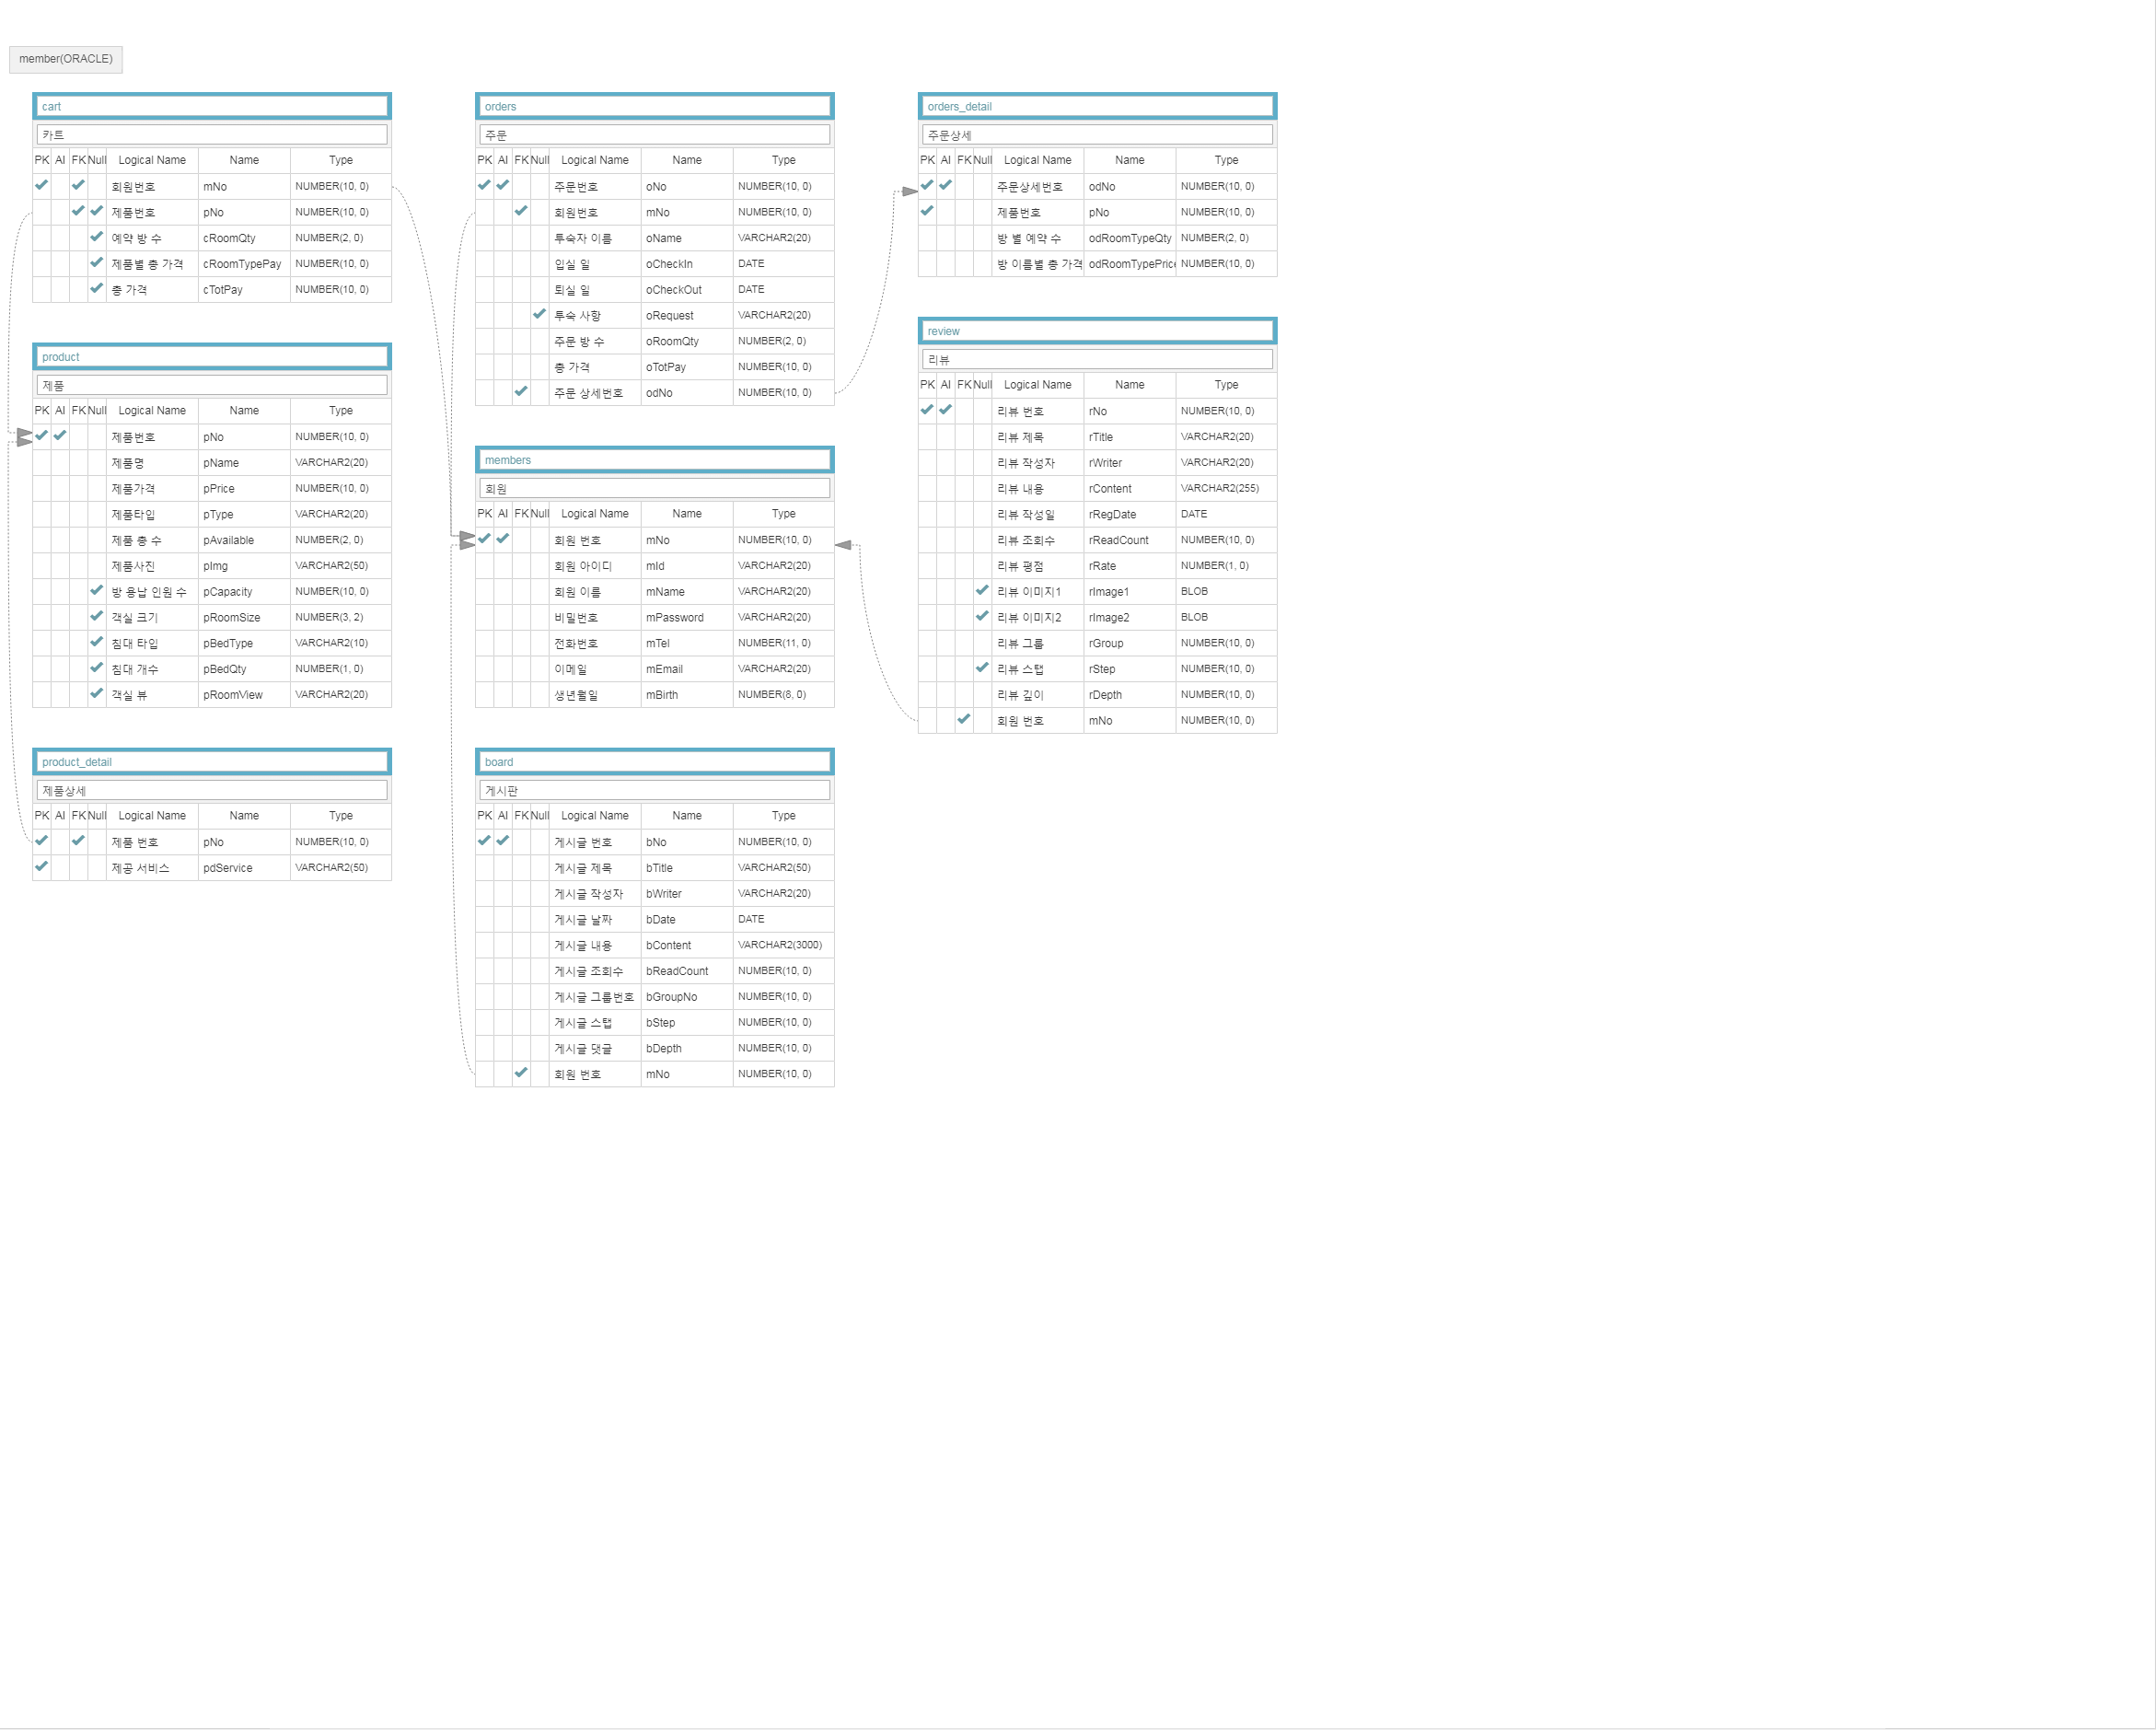 member(ORACLE)
cart
카트
PK AI FK Null Logical Name Name Type
회원번호 mNo NUMBER(10, 0)
제품번호 pNo NUMBER(10, 0)
예약 방 수 cRoomQty NUMBER(2, 0)
제품별 총 가격 cRoomTypePay NUMBER(10, 0)
총 가격 cTotPay NUMBER(10, 0)
product
제품
PK AI FK Null Logical Name Name Type
제품번호 pNo NUMBER(10, 0)
제품명 pName VARCHAR2(20)
제품가격 pPrice NUMBER(10, 0)
제품타입 pType VARCHAR2(20)
제품 총 수 pAvailable NUMBER(2, 0)
제품사진 pImg VARCHAR2(50)
방 용납 인원 수 pCapacity NUMBER(10, 0)
객실 크기 pRoomSize NUMBER(3, 2)
침대 타입 pBedType VARCHAR2(10)
침대 개수 pBedQty NUMBER(1, 0)
객실 뷰 pRoomView VARCHAR2(20)
product_detail
제품상세
PK AI FK Null Logical Name Name Type
제품 번호 pNo NUMBER(10, 0)
제공 서비스 pdService VARCHAR2(50)
orders
주문
PK AI FK Null Logical Name Name Type
주문번호 oNo NUMBER(10, 0)
회원번호 mNo NUMBER(10, 0)
투숙자 이름 oName VARCHAR2(20)
입실 일 oCheckIn DATE
퇴실 일 oCheckOut DATE
투숙 사항 oRequest VARCHAR2(20)
주문 방 수 oRoomQty NUMBER(2, 0)
총 가격 oTotPay NUMBER(10, 0)
주문 상세번호 odNo NUMBER(10, 0)
members
회원
PK AI FK Null Logical Name Name Type
회원 번호 mNo NUMBER(10, 0)
회원 아이디 mId VARCHAR2(20)
회원 이름 mName VARCHAR2(20)
비밀번호 mPassword VARCHAR2(20)
전화번호 mTel NUMBER(11, 0)
이메일 mEmail VARCHAR2(20)
생년월일 mBirth NUMBER(8, 0)
board
게시판
PK AI FK Null Logical Name Name Type
게시글 번호 bNo NUMBER(10, 0)
게시글 제목 bTitle VARCHAR2(50)
게시글 작성자 bWriter VARCHAR2(20)
게시글 날짜 bDate DATE
게시글 내용 bContent VARCHAR2(3000)
게시글 조회수 bReadCount NUMBER(10, 0)
게시글 그룹번호 bGroupNo NUMBER(10, 0)
게시글 스탭 bStep NUMBER(10, 0)
게시글 댓글 bDepth NUMBER(10, 0)
회원 번호 mNo NUMBER(10, 0)
orders_detail
주문상세
PK AI FK Null Logical Name Name Type
주문상세번호 odNo NUMBER(10, 0)
제품번호 pNo NUMBER(10, 0)
방 별 예약 수 odRoomTypeQty NUMBER(2, 0)
방 이름별 총 가격 odRoomTypePric NUMBER(10, 0)
review
리뷰
PK AI FK Null Logical Name Name Type
리뷰 번호 rNo NUMBER(10, 0)
리뷰 제목 rTitle VARCHAR2(20)
리뷰 작성자 rWriter VARCHAR2(20)
리뷰 내용 rContent VARCHAR2(255)
리뷰 작성일 rRegDate DATE
리뷰 조회수 rReadCount NUMBER(10, 0)
리뷰 평점 rRate NUMBER(1, 0)
리뷰 이미지1 rImage1 BLOB
리뷰 이미지2 rImage2 BLOB
리뷰 그룹 rGroup NUMBER(10, 0)
리뷰 스탭 rStep NUMBER(10, 0)
리뷰 깊이 rDepth NUMBER(10, 0)
회원 번호 mNo NUMBER(10, 0)